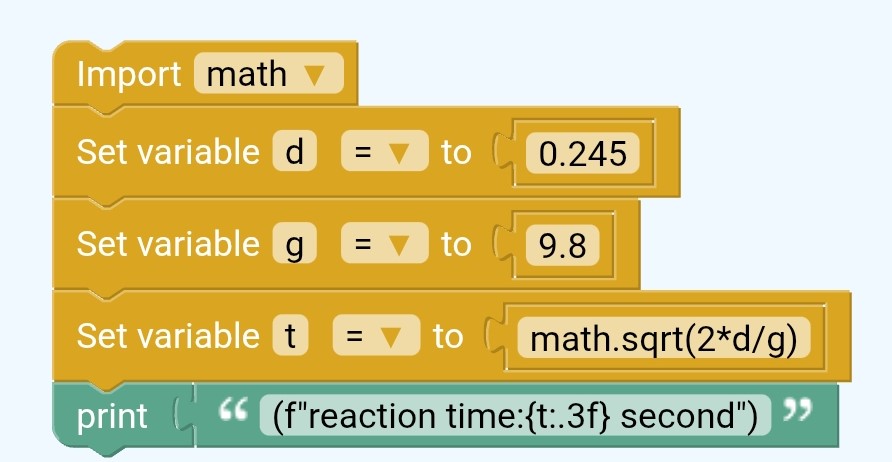 Import math ▼
Set variable d = ▼ to 0.245
Set variable g = ▼ to 9.8
Set variable t = ▼ to math.sqrt(2*d/g)
print “ (f"reaction time:{t:.3f} second") ”